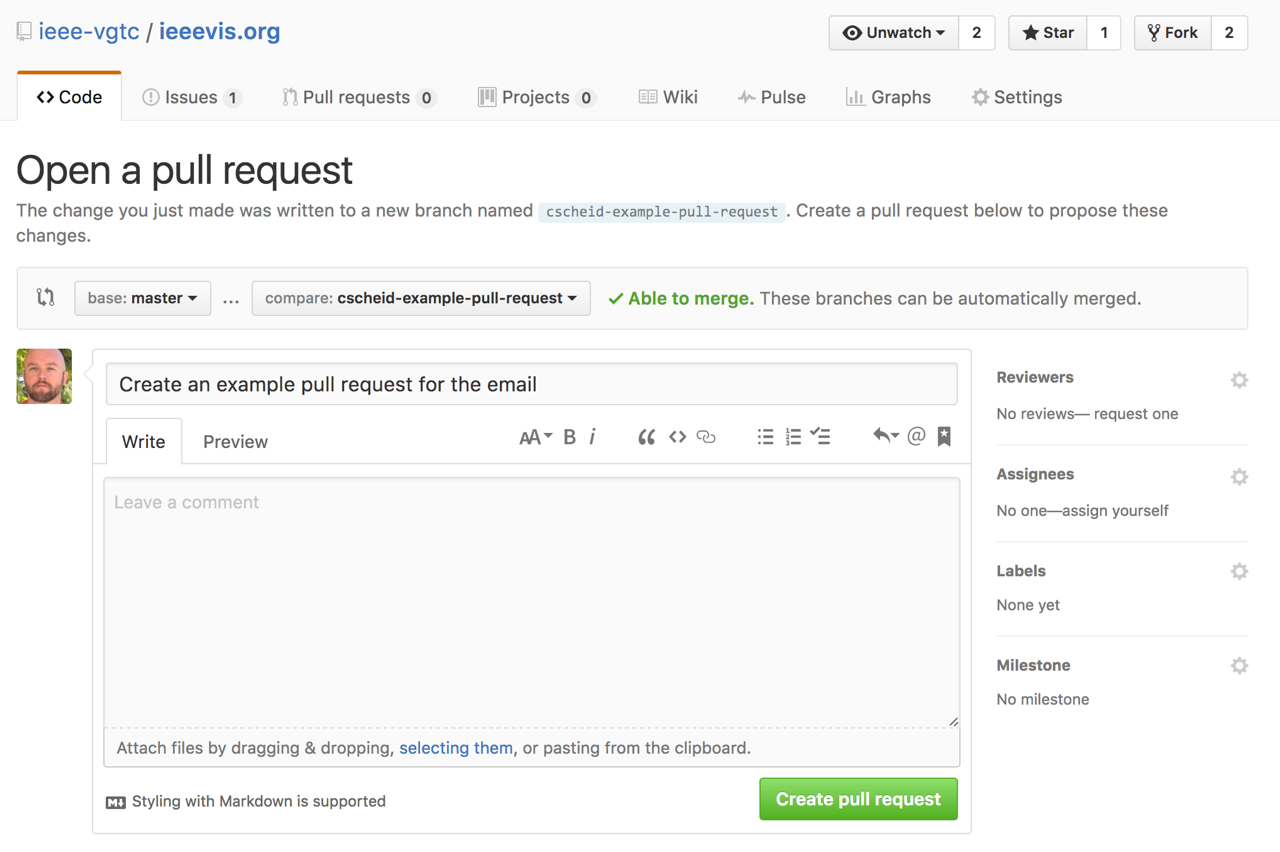 ieee-vgtc / ieeevis.org
Unwatch 2 Star 1 Fork 2
Code Issues 1 Pull requests 0 Projects 0 Wiki Pulse Graphs Settings
Open a pull request
The change you just made was written to a new branch named cscheid-example-pull-request. Create a pull request below to propose these
changes.
base: master ... compare: cscheid-example-pull-request Able to merge. These branches can be automatically merged.
Create an example pull request for the email
Write Preview AA B i @
Leave a comment
Attach files by dragging & dropping, selecting them, or pasting from the clipboard.
M Styling with Markdown is supported
Create pull request
Reviewers
No reviews— request one
Assignees
No one—assign yourself
Labels
None yet
Milestone
No milestone